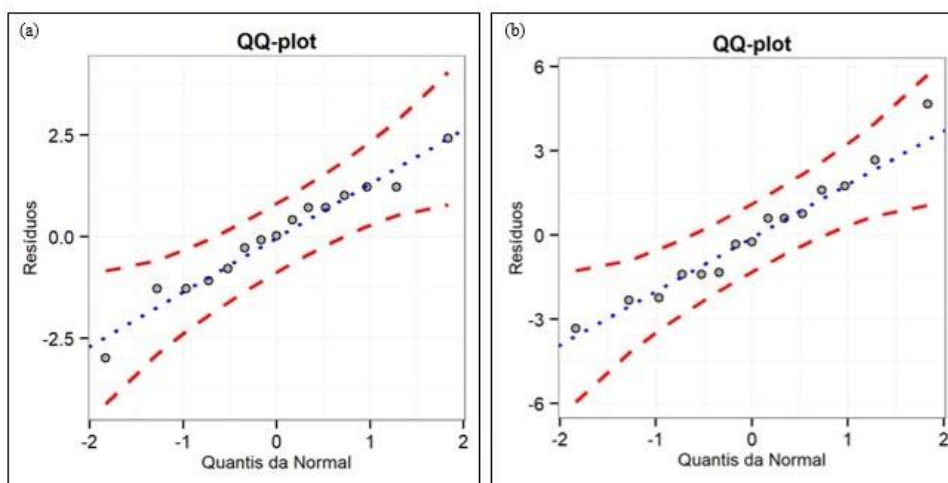 (a)
QQ-plot
2.5
0.0
-2.5
Resíduos
-2 -1 0 1 2
Quantis da Normal
(b)
QQ-plot
6
3
0
-3
-6
Resíduos
-2 -1 0 1 2
Quantis da Normal